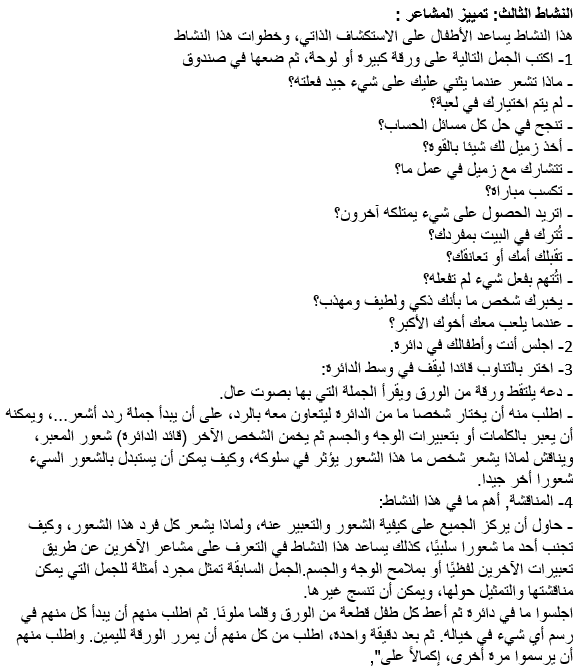 النشاط الثالث: تمييز المشاعر :
هذا النشاط يساعد الأطفال على الاستكشاف الذاتي، وخطوات هذا النشاط
1- اكتب الجمل التالية على ورقة كبيرة أو لوحة، ثم ضعها في صندوق
- ماذا تشعر عندما يثني عليك على شيء جيد فعلته؟
- لم يتم اختيارك في لعبة؟
- تنجح في حل كل مسائل الحساب؟
- أخذ زميل لك شيئا بالقوة؟
- تتشارك مع زميل في عمل ما؟
- تكسب مباراة؟
- اتريد الحصول على شيء يمتلكه آخرون؟
- تُترك في البيت بمفردك؟
- تقبلك أمك أو تعانقك؟
- اتُتهم بفعل شيء لم تفعله؟
- يخبرك شخص ما بأنك ذكي ولطيف ومهذب؟
- عندما يلعب معك أخوك الأكبر؟
2- اجلس أنت وأطفالك في دائرة.
3- اختر بالتناوب قائدا ليقف في وسط الدائرة:
- دعه يلتقط ورقة من الورق ويقرأ الجملة التي بها بصوت عال.
- اطلب منه أن يختار شخصا ما من الدائرة ليتعاون معه بالرد، على أن يبدأ جملة ردد أشعر...، ويمكنه
أن يعبر بالكلمات أو بتعبيرات الوجه والجسم ثم يخمن الشخص الآخر (قائد الدائرة) شعور المعبر،
ويناقش لماذا يشعر شخص ما هذا الشعور يؤثر في سلوكه، وكيف يمكن أن يستبدل بالشعور السيء
شعورا أخر جيدا.
4- المناقشة, أهم ما في هذا النشاط:
- حاول أن يركز الجميع على كيفية الشعور والتعبير عنه، ولماذا يشعر كل فرد هذا الشعور، وكيف
تجنب أحد ما شعورا سلبيًا، كذلك يساعد هذا النشاط في التعرف على مشاعر الآخرين عن طريق
تعبيرات الآخرين لفظيًا أو بملامح الوجه والجسم.الجمل السابقة تمثل مجرد أمثلة للجمل التي يمكن
مناقشتها والتمثيل حولها، ويمكن أن تنسج غيرها.
اجلسوا ما في دائرة ثم أعط كل طفل قطعة من الورق وقلما ملونًا. ثم اطلب منهم أن يبدأ كل منهم في
رسم أي شيء في خياله. ثم بعد دقيقة واحدة، اطلب من كل منهم أن يمرر الورقة لليمين. واطلب منهم
أن يرسموا مرة أخرى، إكمالاً على",